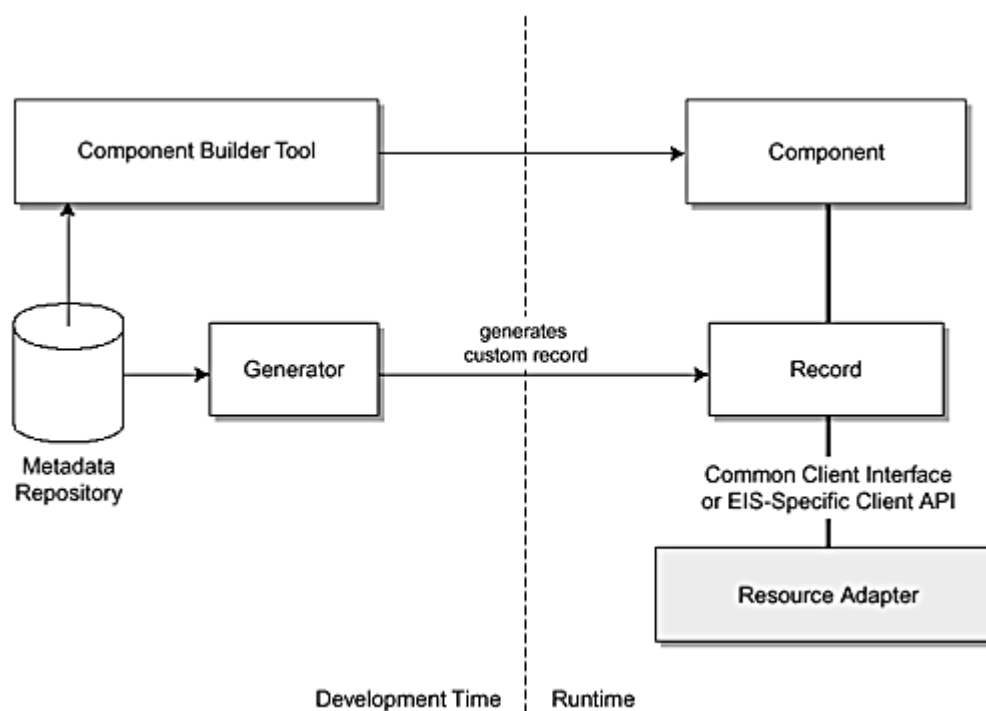 Component Builder Tool
Component
generates
custom record
Generator
Record
Metadata
Repository
Common Client Interface
or EIS-Specific Client API
Resource Adapter
Development Time
Runtime